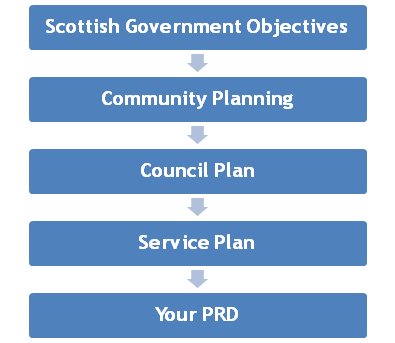 Scottish Government Objectives
Community Planning
Council Plan
Service Plan
Your PRD